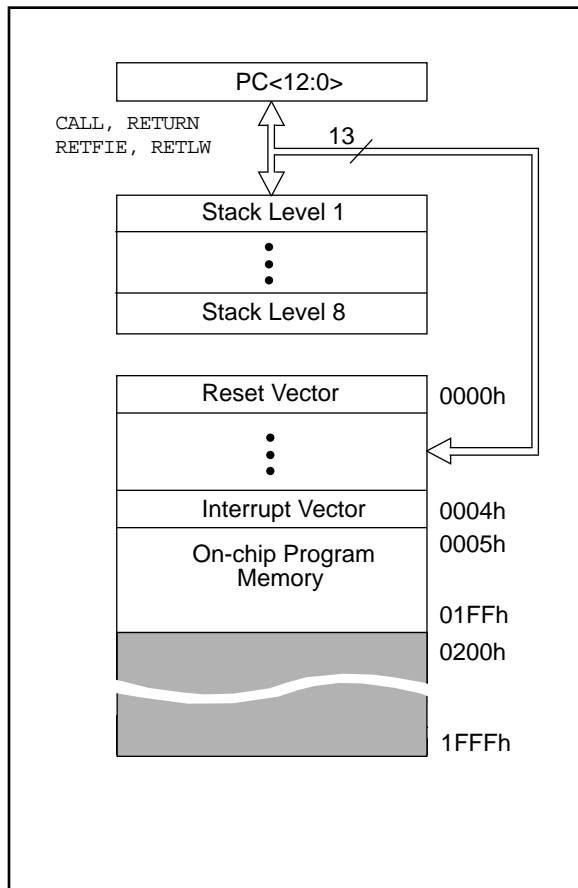 PC<12:0>
CALL, RETURN
RETFIE, RETLW
13
Stack Level 1
Stack Level 8
Reset Vector
0000h
Interrupt Vector
0004h
0005h
On-chip Program
Memory
01FFh
0200h
1FFFh